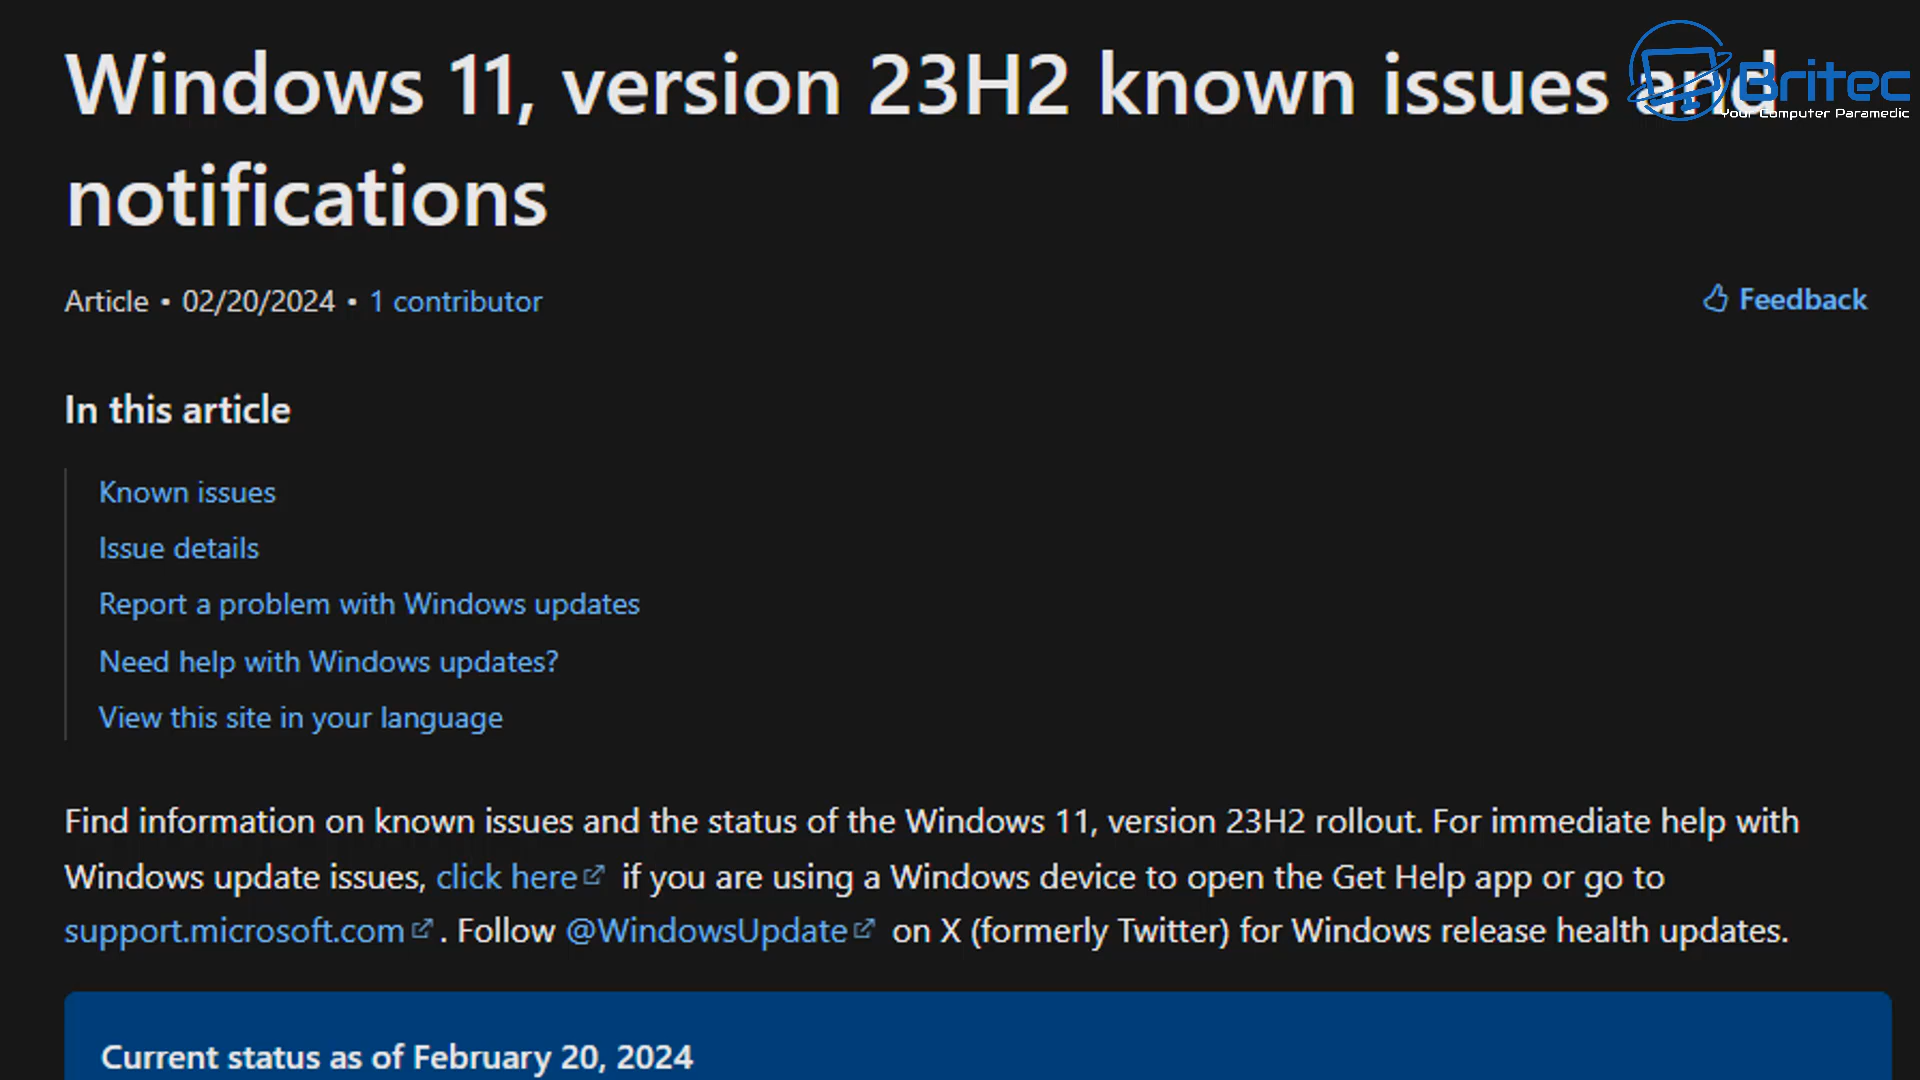 Windows 11, version 23H2 known issues and
Britec
Your Computer Paramedic
notifications
Article • 02/20/2024 • 1 contributor
Feedback
In this article
Known issues
Issue details
Report a problem with Windows updates
Need help with Windows updates?
View this site in your language
Find information on known issues and the status of the Windows 11, version 23H2 rollout. For immediate help with
Windows update issues, click here if you are using a Windows device to open the Get Help app or go to
support.microsoft.com . Follow @WindowsUpdate on X (formerly Twitter) for Windows release health updates.
Current status as of February 20, 2024